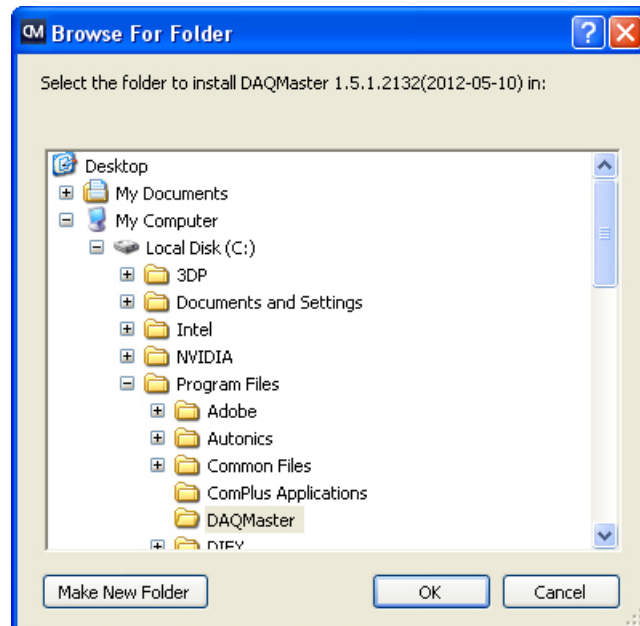 CM Browse For Folder
Select the folder to install DAQMaster 1.5.1.2132(2012-05-10) in:
Desktop
My Documents
My Computer
Local Disk (C:)
3DP
Documents and Settings
Intel
NVIDIA
Program Files
Adobe
Autonics
Common Files
ComPlus Applications
DAQMaster
Make New Folder OK Cancel